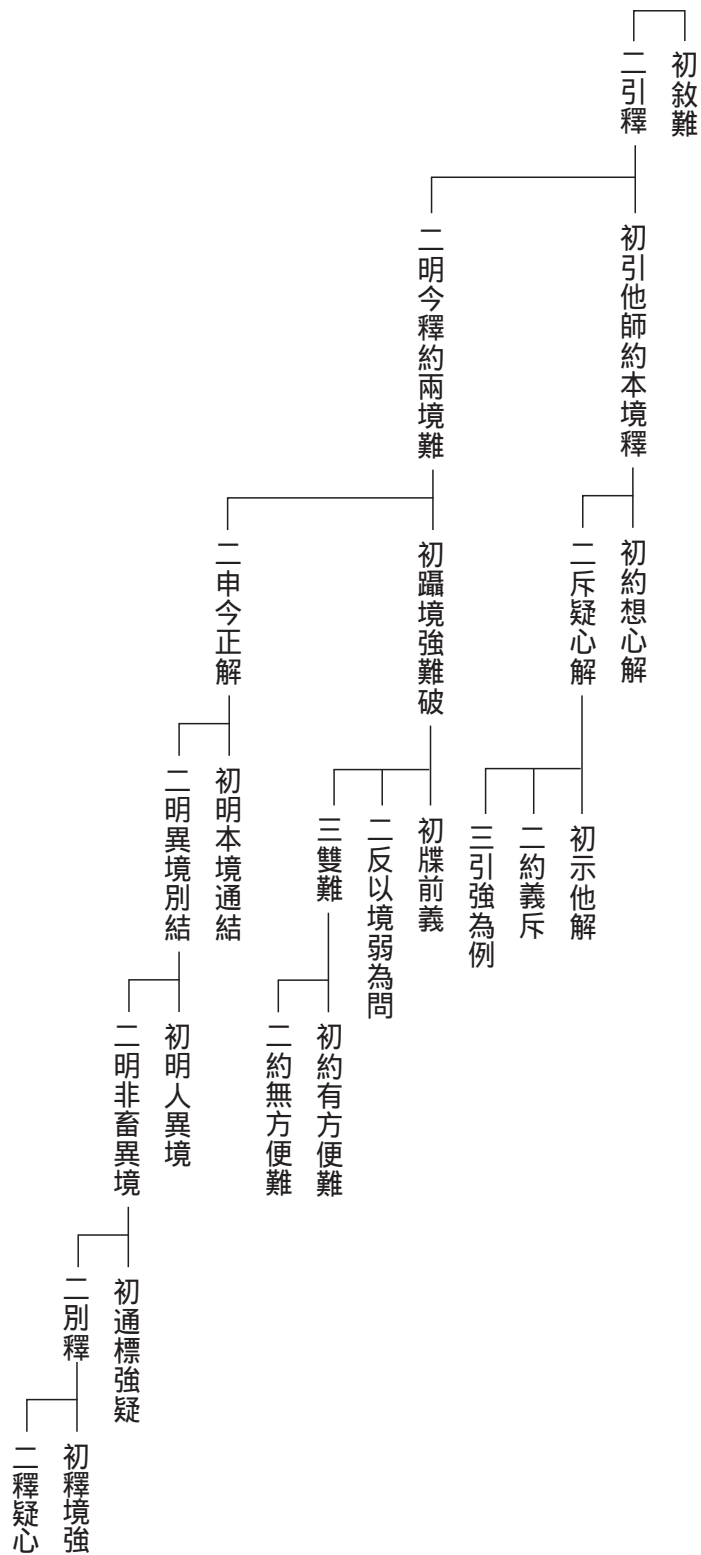 初敘難
二引釋
初引他師約本境釋
初約想心解
二斥疑心解
初示他解
二約義斥
三引強為例
二明今釋約兩境難
初躡境強難破
初牒前義
二反以境弱為問
三雙難
初約有方便難
二約無方便難
二申今正解
初明本境通結
二明異境別結
初明人異境
二明非畜異境
初通標強疑
二別釋
初釋境強
二釋疑心